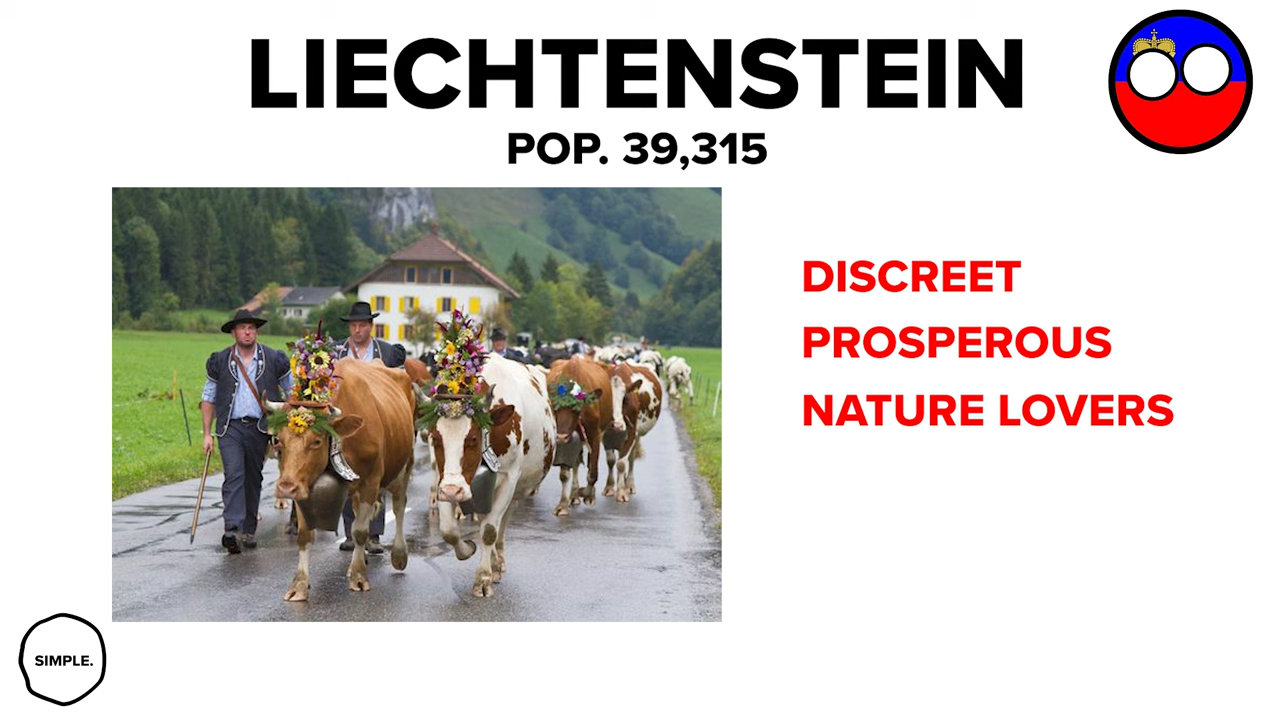 LIECHTENSTEIN
POP. 39,315
DISCREET
PROSPEROUS
NATURE LOVERS
SIMPLE.